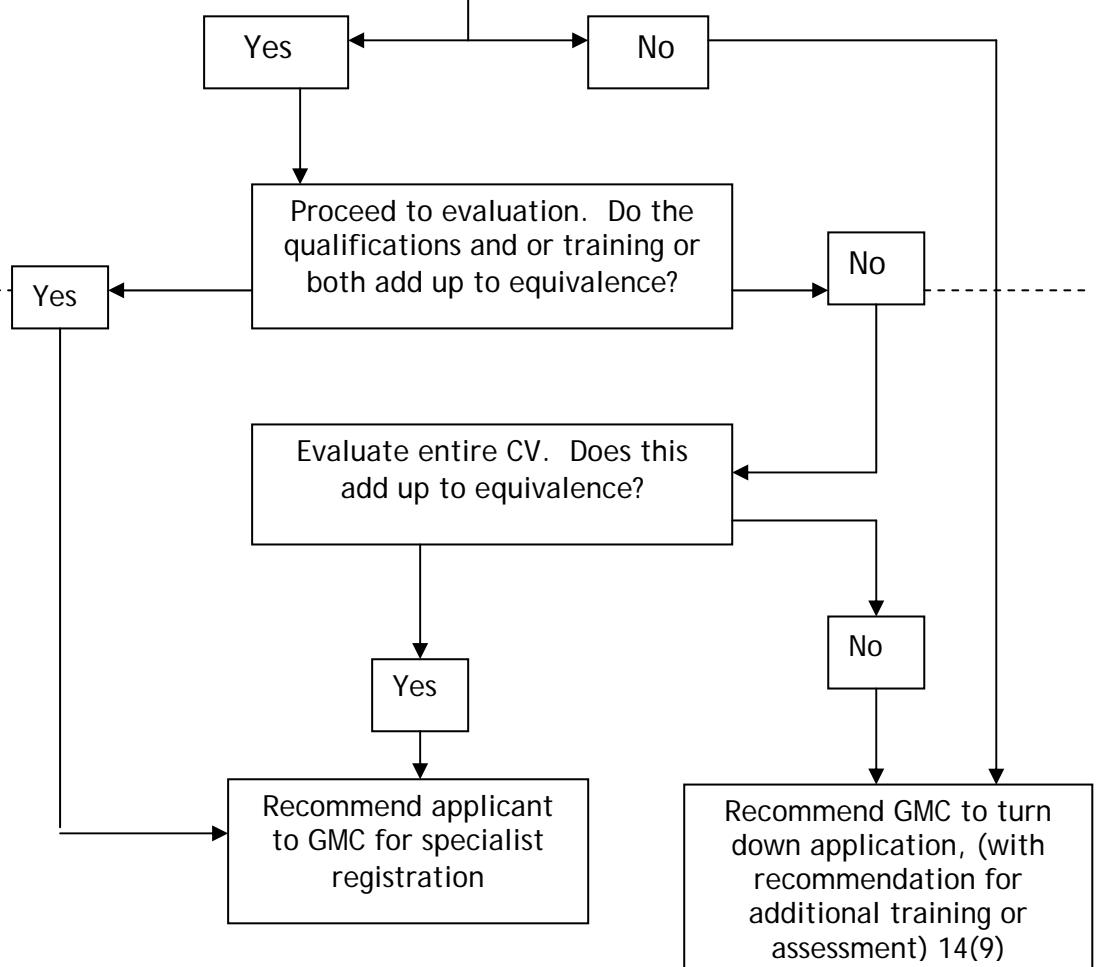 Yes
No
Proceed to evaluation. Do the
qualifications and or training or
both add up to equivalence?
No
Yes
Evaluate entire CV. Does this
add up to equivalence?
No
Yes
Recommend applicant
to GMC for specialist
registration
Recommend GMC to turn
down application, (with
recommendation for
additional training or
assessment) 14(9)